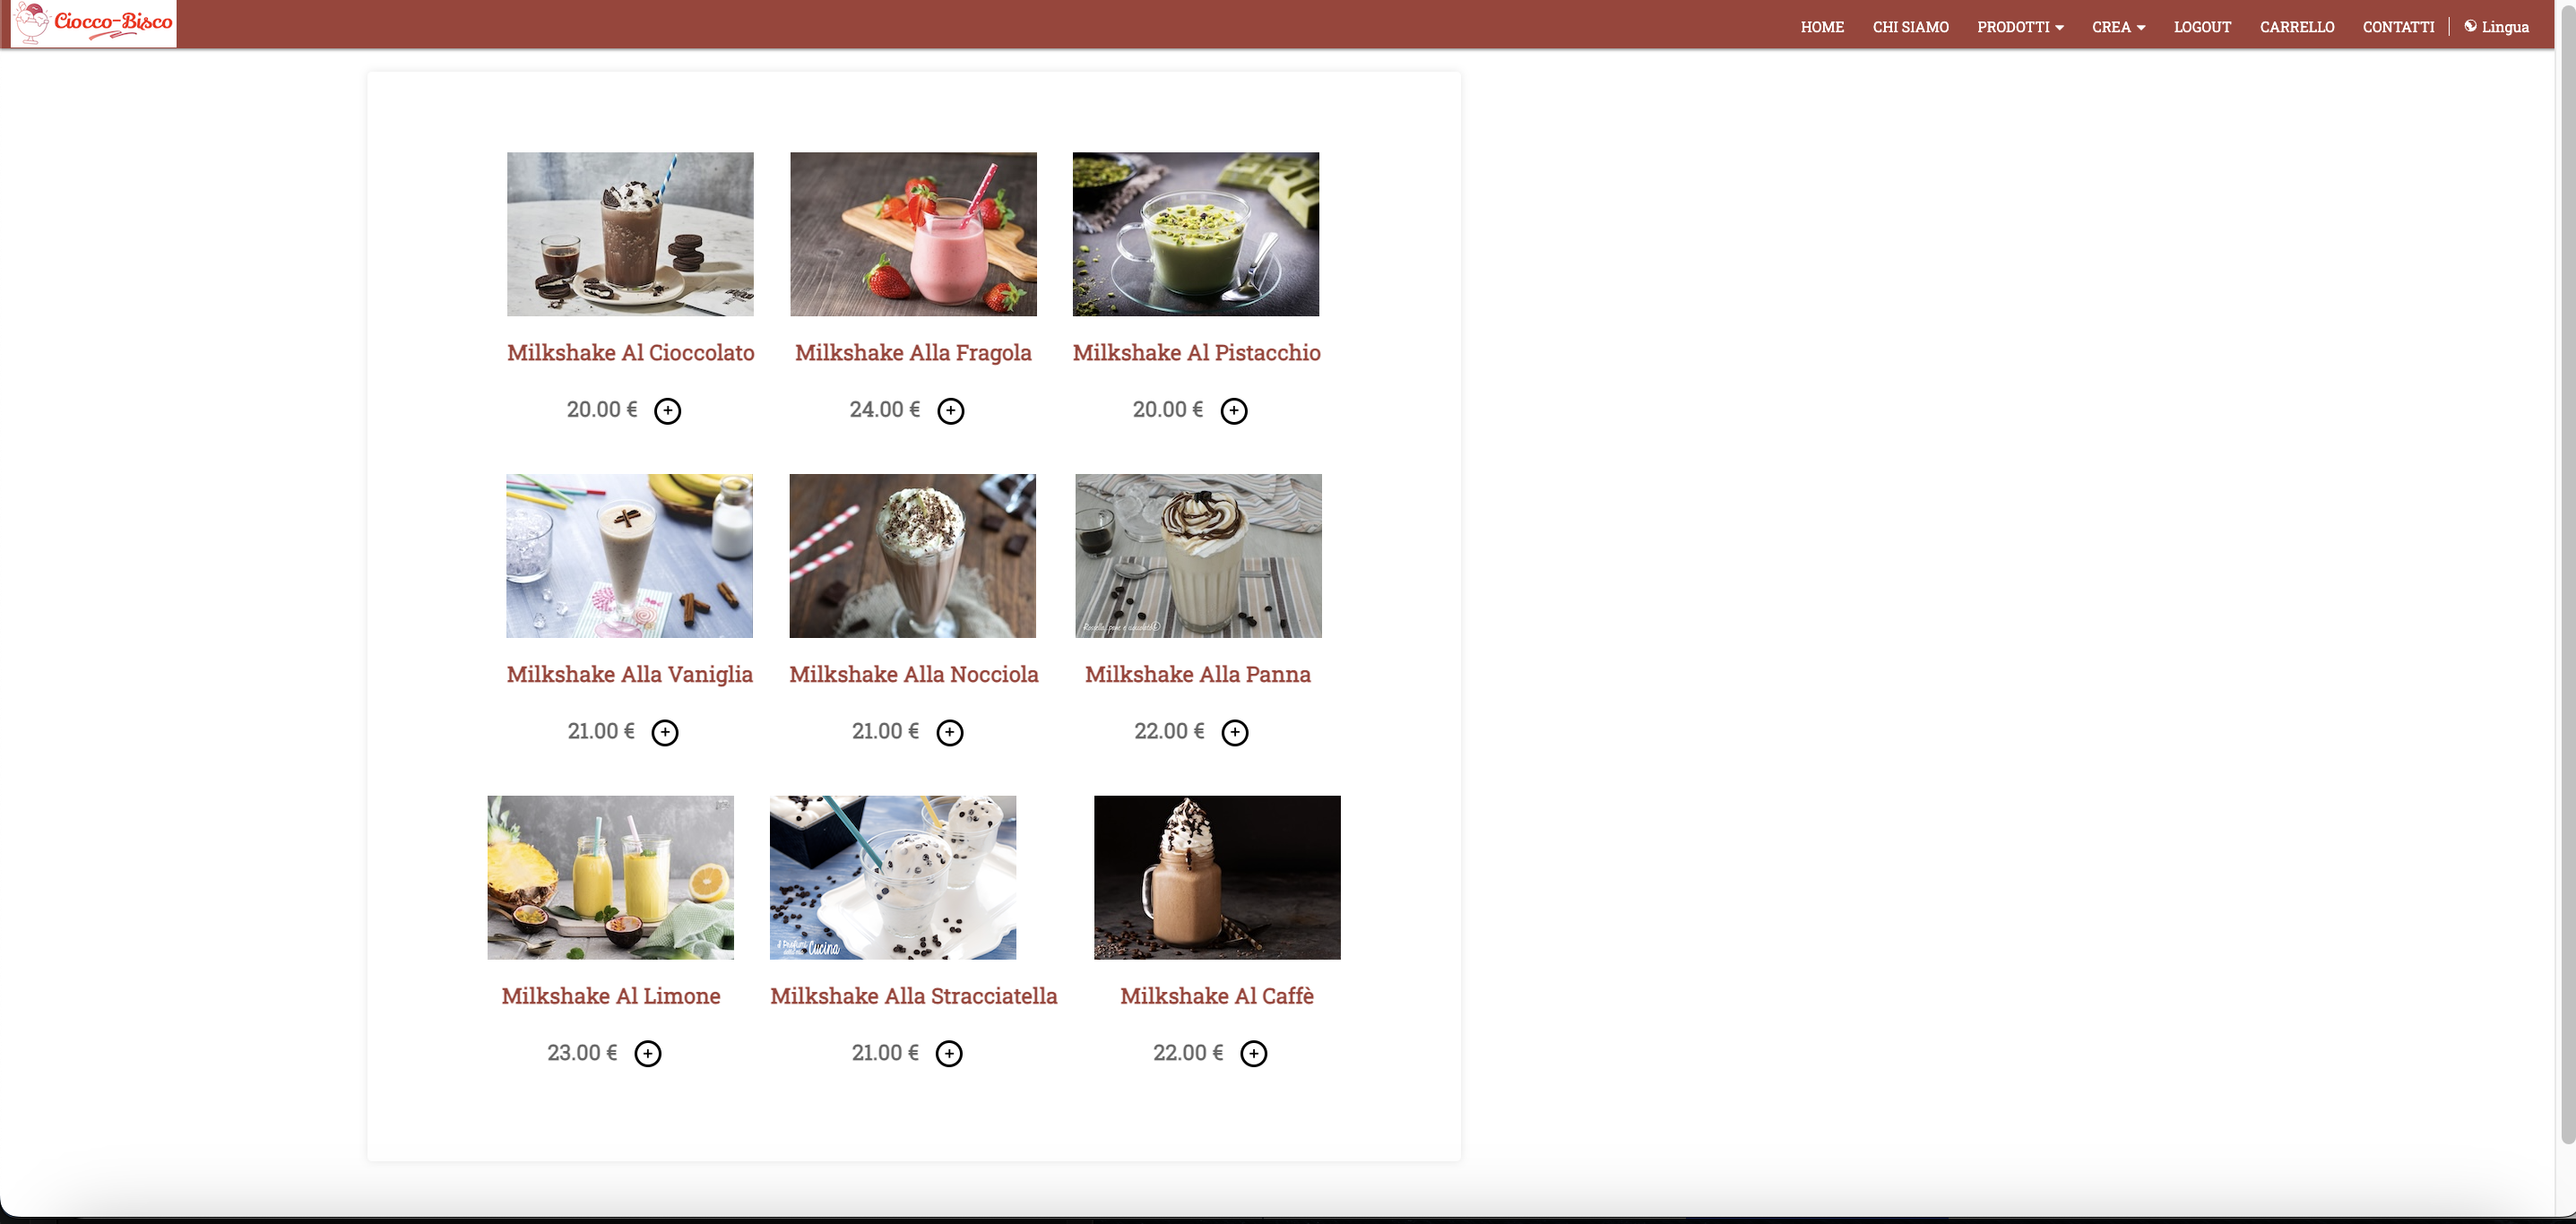 Ciocco-Bisco
HOME CHI SIAMO PRODOTTI CREA LOGOUT CARRELLO CONTATTI Lingua
Milkshake Al Cioccolato Milkshake Alla Fragola Milkshake Al Pistacchio
20.00 € + 24.00 € + 20.00 € +
Milkshake Alla Vaniglia Milkshake Alla Nocciola Milkshake Alla Panna
21.00 € + 21.00 € + 22.00 € +
Cucina
Milkshake Al Limone Milkshake Alla Stracciatella Milkshake Al Caffè
23.00 € + 21.00 € + 22.00 € +